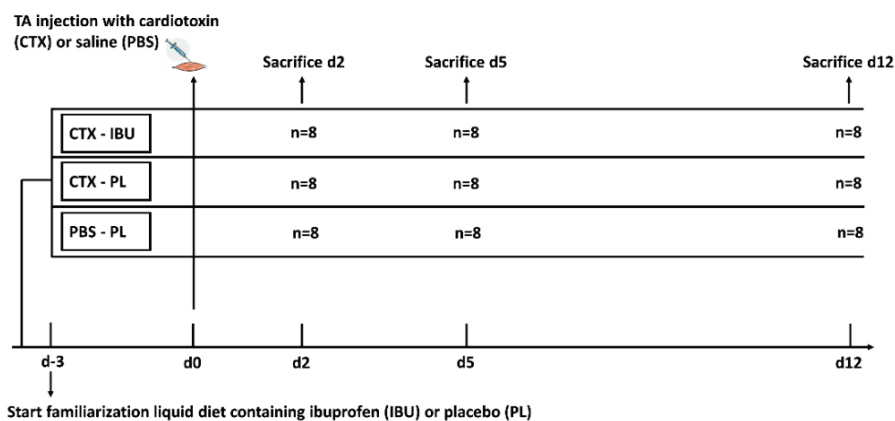 TA injection with cardiotoxin
(CTX) or saline (PBS)
Sacrifice d2 Sacrifice d5 Sacrifice d12
CTX - IBU n=8 n=8 n=8
CTX - PL n=8 n=8 n=8
PBS - PL n=8 n=8 n=8
d-3 d0 d2 d5 d12
Start familiarization liquid diet containing ibuprofen (IBU) or placebo (PL)